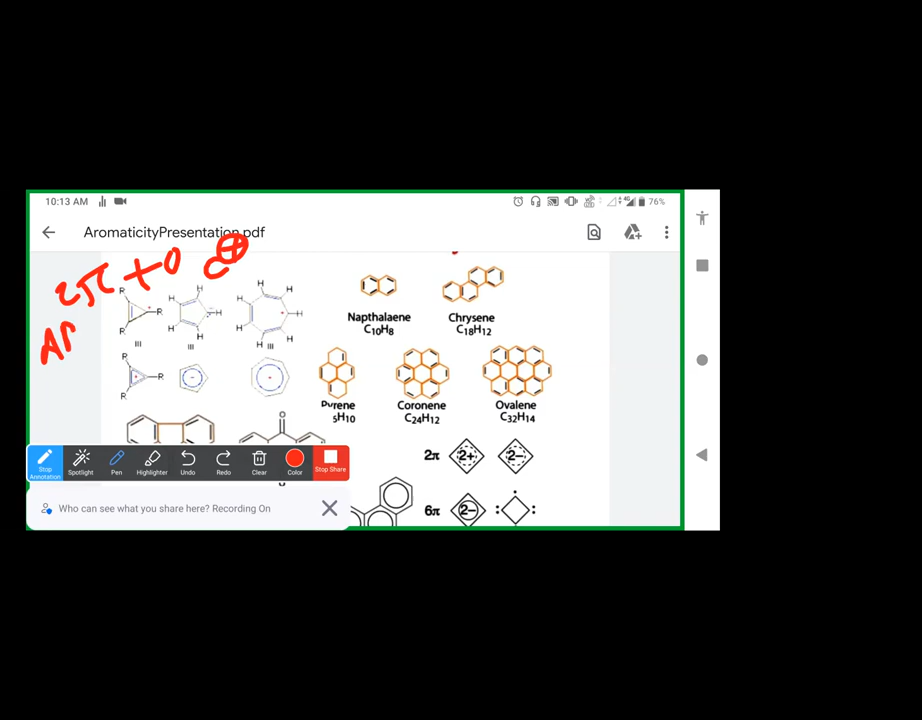 10:13 AM
76%
AromaticityPresentation.pdf
2π + 0 C⊕
Ar
R
R
R
H
H
H
H
H
H
H
H
H
H
H
H
R
R
R
Napthalaene
C10H8
Chrysene
C18H12
Pyrene
5H10
Coronene
C24H12
Ovalene
C32H14
O
2π 2+ 2-
6π 2-
Stop Annotation
Spotlight
Pen
Highlighter
Undo
Redo
Clear
Color
Stop Share
Who can see what you share here? Recording On